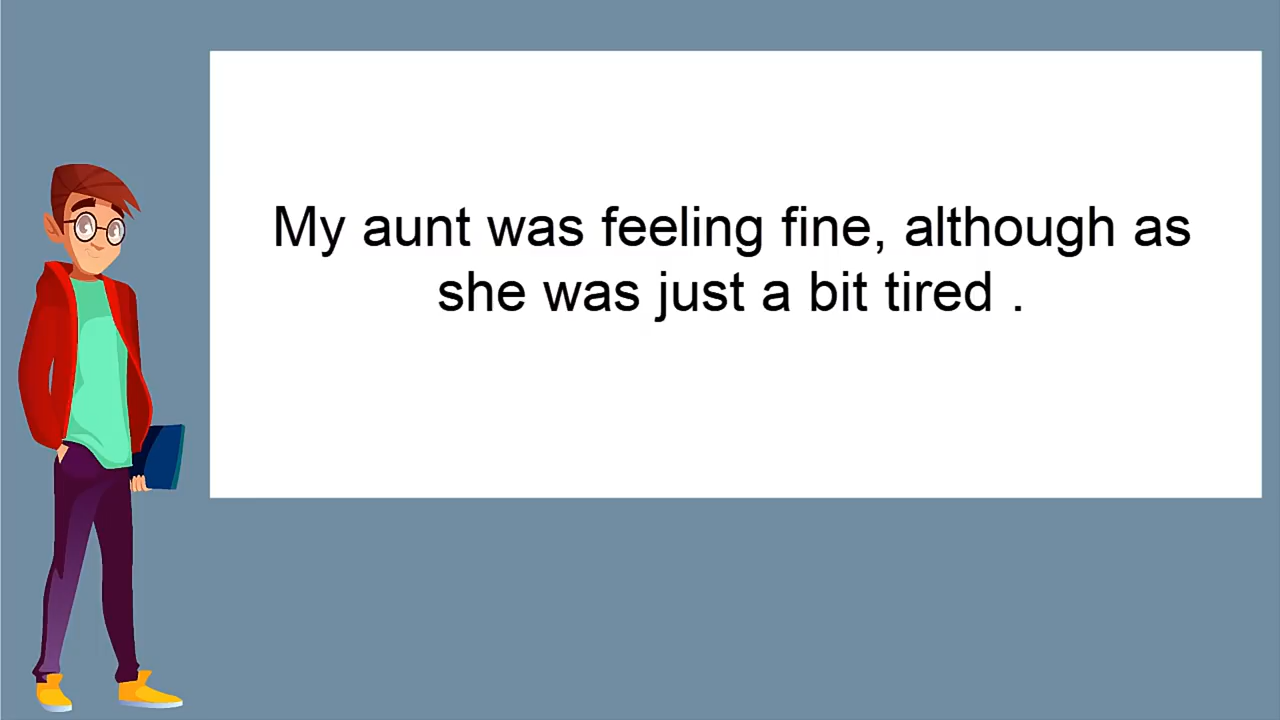 My aunt was feeling fine, although as
she was just a bit tired .